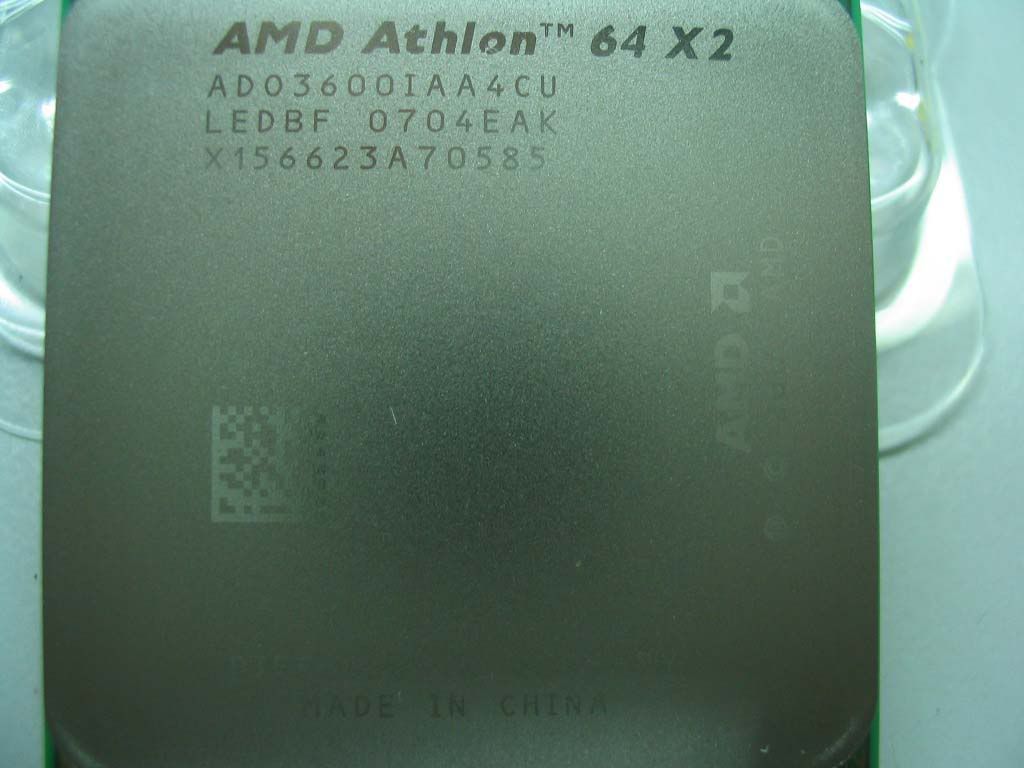 AMD Athlon™ 64 X2
ADO3600IAA4CU
LEDBF 0704EAK
X156623A70585
AMD
MADE IN CHINA